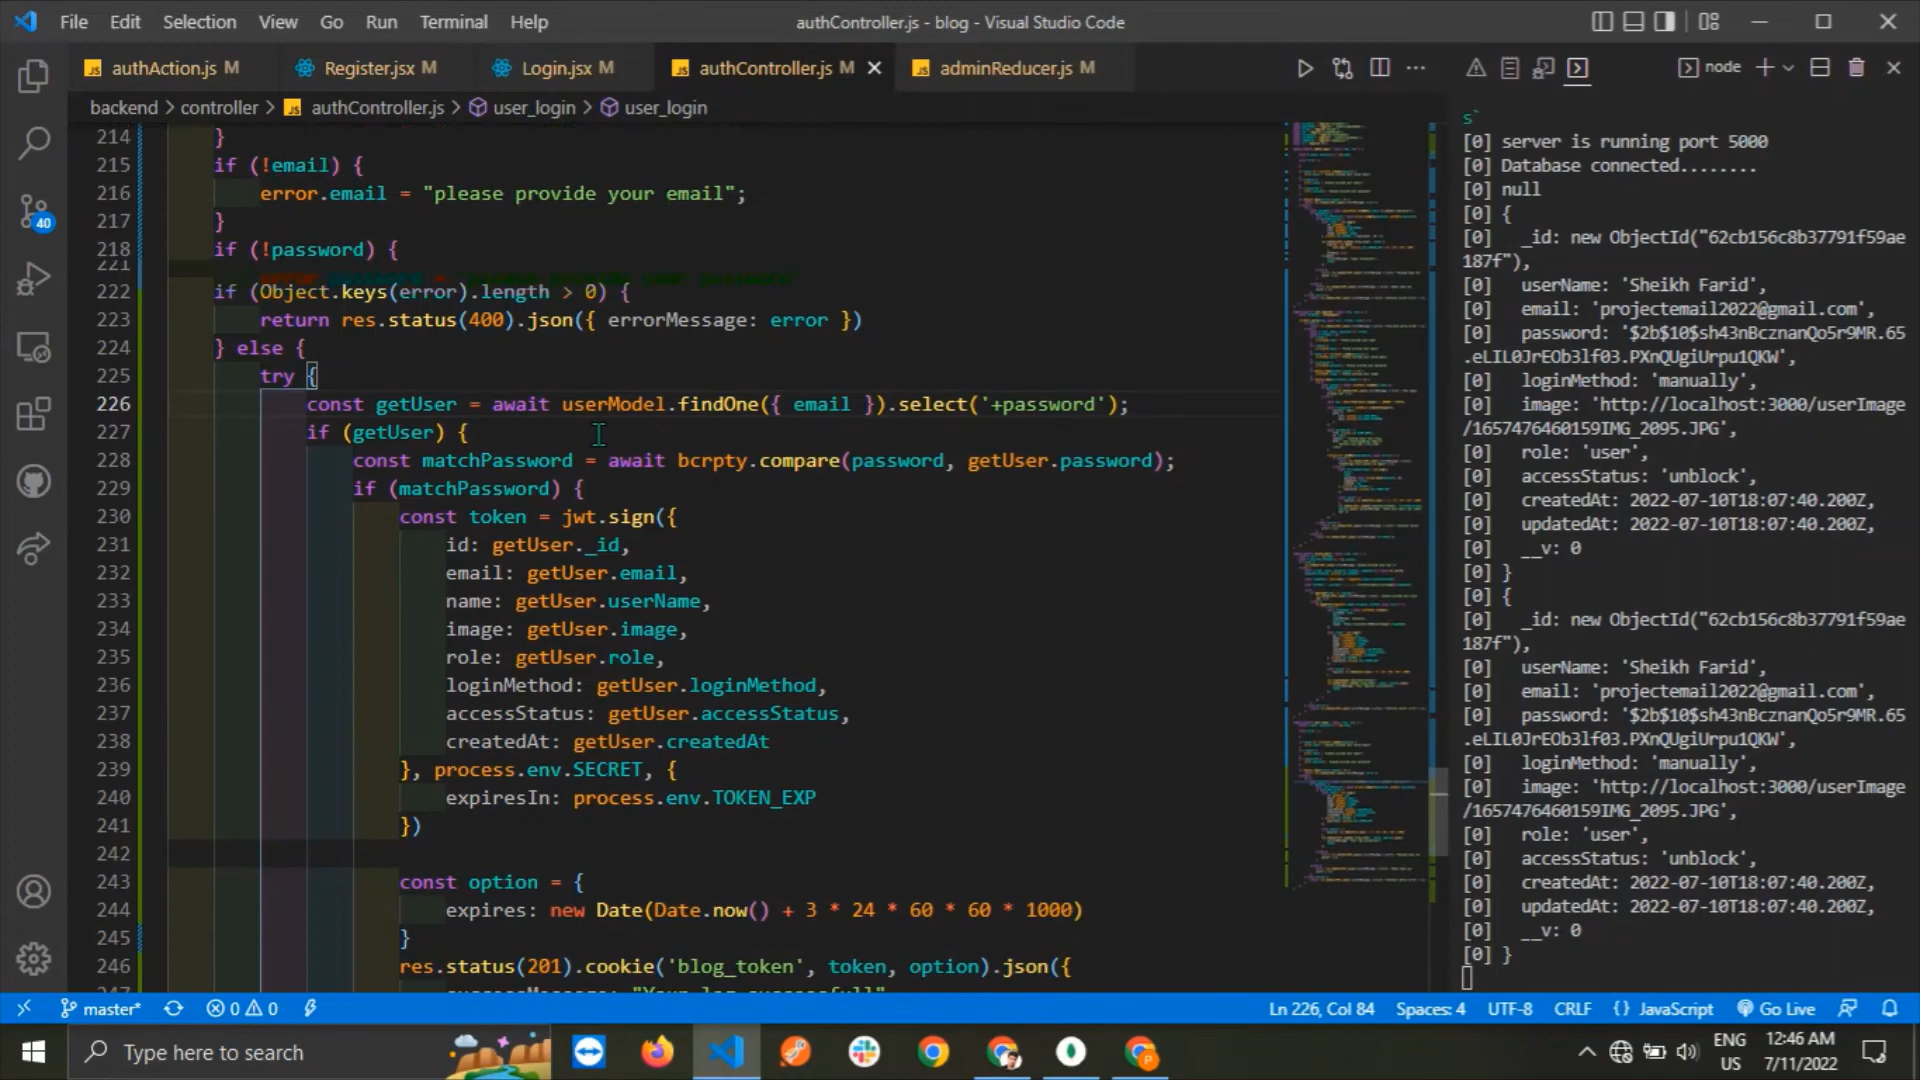 File Edit Selection View Go Run Terminal Help
authController.js - blog - Visual Studio Code
authAction.js M
Register.jsx M
Login.jsx M
authController.js M
adminReducer.js M
node
backend > controller > authController.js > user_login > user_login
214 }
215 if (!email) {
216 error.email = "please provide your email";
217 }
218 if (!password) {
221
222 if (Object.keys(error).length > 0) {
223 return res.status(400).json({ errorMessage: error })
224 } else {
225 try {
226 const getUser = await userModel.findOne({ email }).select('+password');
227 if (getUser) {
228 const matchPassword = await bcrpty.compare(password, getUser.password);
229 if (matchPassword) {
230 const token = jwt.sign({
231 id: getUser._id,
232 email: getUser.email,
233 name: getUser.userName,
234 image: getUser.image,
235 role: getUser.role,
236 loginMethod: getUser.loginMethod,
237 accessStatus: getUser.accessStatus,
238 createdAt: getUser.createdAt
239 }, process.env.SECRET, {
240 expiresIn: process.env.TOKEN_EXP
241 })
242
243 const option = {
244 expires: new Date(Date.now() + 3 * 24 * 60 * 60 * 1000)
245 }
246 res.status(201).cookie('blog_token', token, option).json({
s`
[0] server is running port 5000
[0] Database connected........
[0] null
[0] {
[0] _id: new ObjectId("62cb156c8b37791f59ae
187f"),
[0] userName: 'Sheikh Farid',
[0] email: 'projectemail2022@gmail.com',
[0] password: '$2b$10$sh43nBcznanQo5r9MR.65
.eLIL0JrEOb3lf03.PXnQUgiUrpu1QKW',
[0] loginMethod: 'manually',
[0] image: 'http://localhost:3000/userImage
/1657476460159IMG_2095.JPG',
[0] role: 'user',
[0] accessStatus: 'unblock',
[0] createdAt: 2022-07-10T18:07:40.200Z,
[0] updatedAt: 2022-07-10T18:07:40.200Z,
[0] __v: 0
[0] }
[0] {
[0] _id: new ObjectId("62cb156c8b37791f59ae
187f"),
[0] userName: 'Sheikh Farid',
[0] email: 'projectemail2022@gmail.com',
[0] password: '$2b$10$sh43nBcznanQo5r9MR.65
.eLIL0JrEOb3lf03.PXnQUgiUrpu1QKW',
[0] loginMethod: 'manually',
[0] image: 'http://localhost:3000/userImage
/1657476460159IMG_2095.JPG',
[0] role: 'user',
[0] accessStatus: 'unblock',
[0] createdAt: 2022-07-10T18:07:40.200Z,
[0] updatedAt: 2022-07-10T18:07:40.200Z,
[0] __v: 0
[0] }
40
master* 0 0 Ln 226, Col 84 Spaces: 4 UTF-8 CRLF {} JavaScript Go Live
Type here to search
ENG
US
12:46 AM
7/11/2022